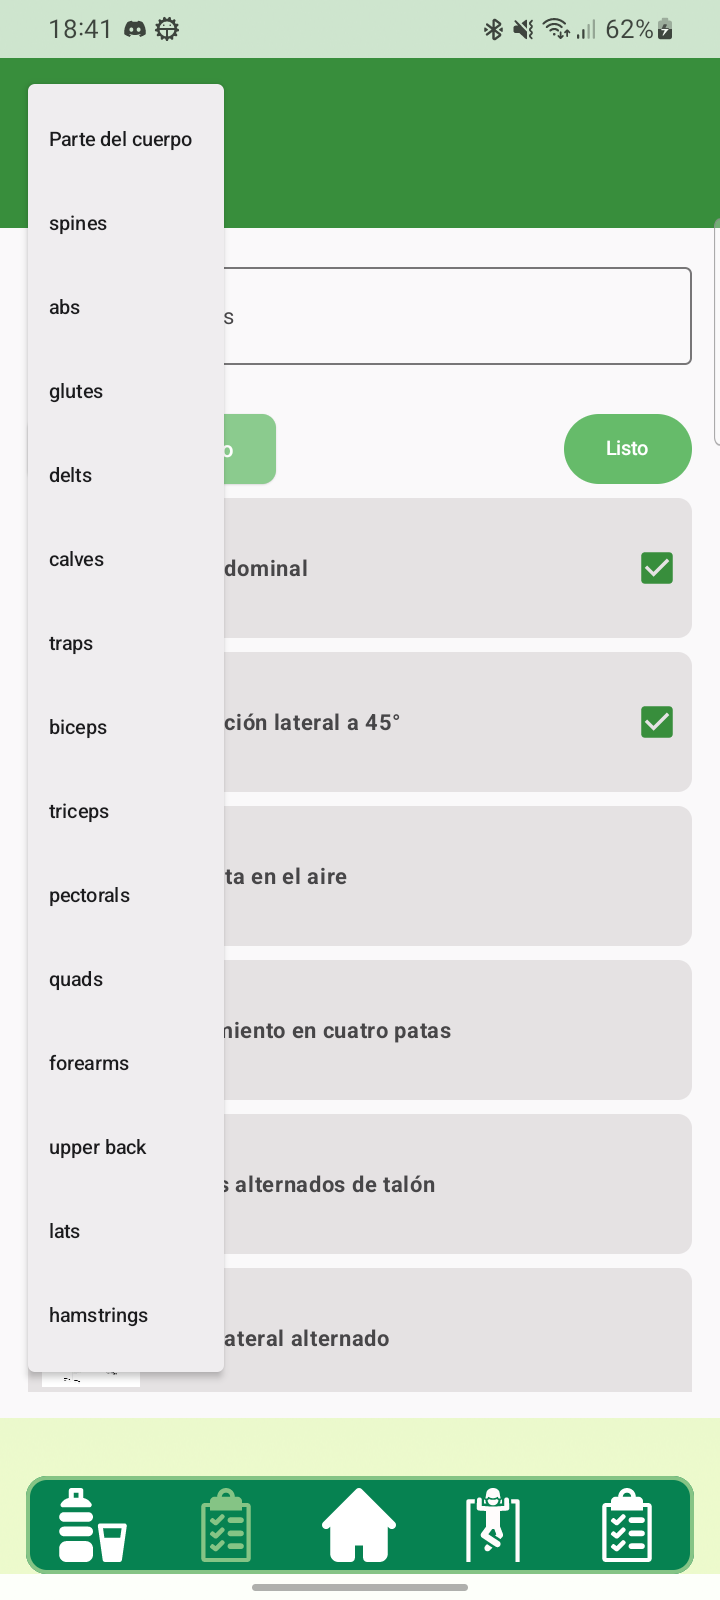 18:41
62%
Parte del cuerpo
spines
abs
s
glutes
o
Listo
delts
calves
dominal
traps
biceps
ción lateral a 45°
triceps
pectorals
ta en el aire
quads
forearms
miento en cuatro patas
upper back
s alternados de talón
lats
hamstrings
ateral alternado